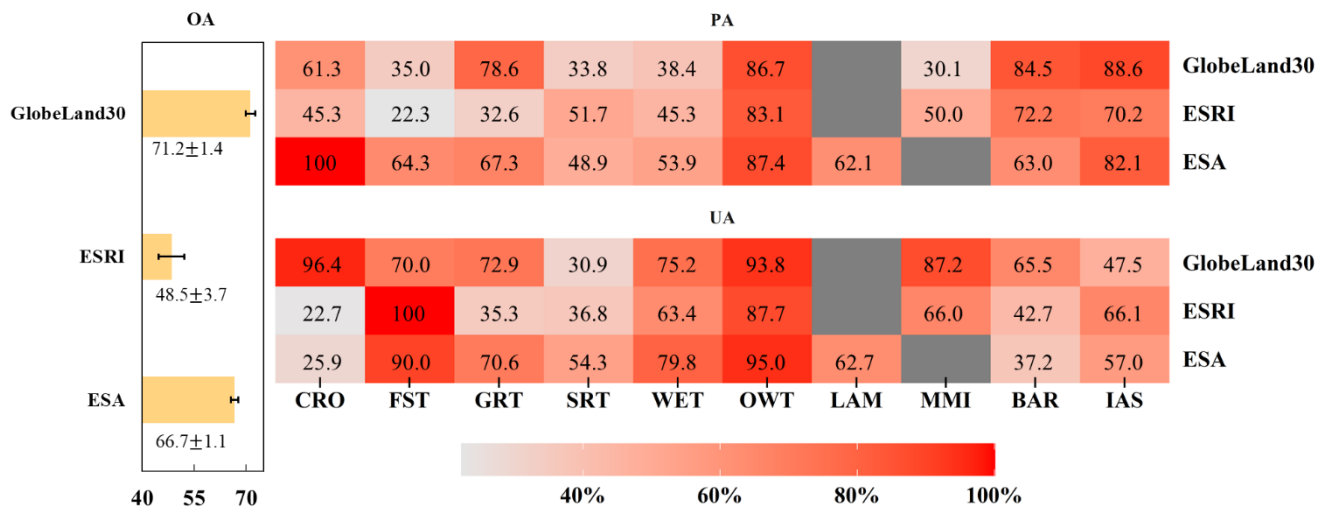 OA
GlobeLand30
71.2±1.4
ESRI
48.5±3.7
ESA
66.7±1.1
40 55 70
PA
61.3 35.0 78.6 33.8 38.4 86.7 30.1 84.5 88.6 GlobeLand30
45.3 22.3 32.6 51.7 45.3 83.1 50.0 72.2 70.2 ESRI
100 64.3 67.3 48.9 53.9 87.4 62.1 63.0 82.1 ESA
UA
96.4 70.0 72.9 30.9 75.2 93.8 87.2 65.5 47.5 GlobeLand30
22.7 100 35.3 36.8 63.4 87.7 66.0 42.7 66.1 ESRI
25.9 90.0 70.6 54.3 79.8 95.0 62.7 37.2 57.0 ESA
CRO FST GRT SRT WET OWT LAM MMI BAR IAS
40% 60% 80% 100%